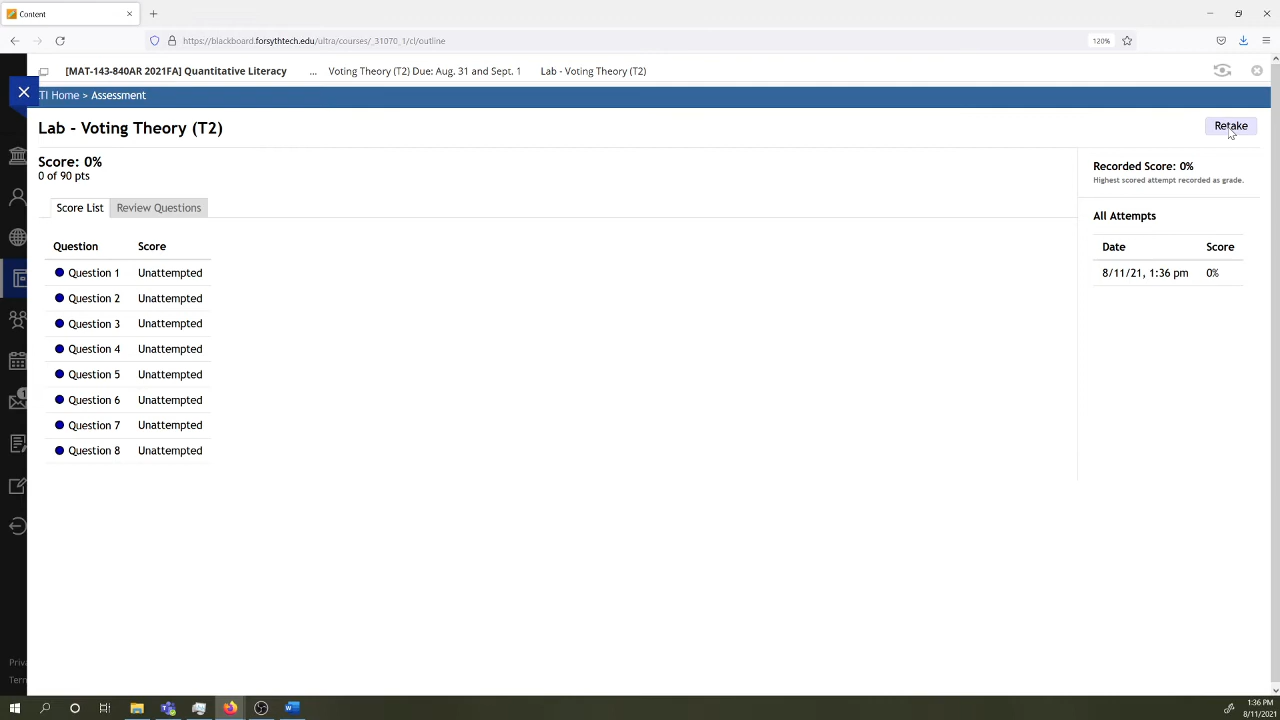 Content
https://blackboard.forsythtech.edu/ultra/courses/_31070_1/cl/outline
120%
[MAT-143-840AR 2021FA] Quantitative Literacy ... Voting Theory (T2) Due: Aug. 31 and Sept. 1 Lab - Voting Theory (T2)
TI Home > Assessment
Lab - Voting Theory (T2)
Retake
Score: 0%
0 of 90 pts
Recorded Score: 0%
Highest scored attempt recorded as grade.
Score List Review Questions
All Attempts
Question Score
Date Score
Question 1 Unattempted
8/11/21, 1:36 pm 0%
Question 2 Unattempted
Question 3 Unattempted
Question 4 Unattempted
Question 5 Unattempted
Question 6 Unattempted
Question 7 Unattempted
Question 8 Unattempted
1
Priva
Term
1:36 PM
8/11/2021